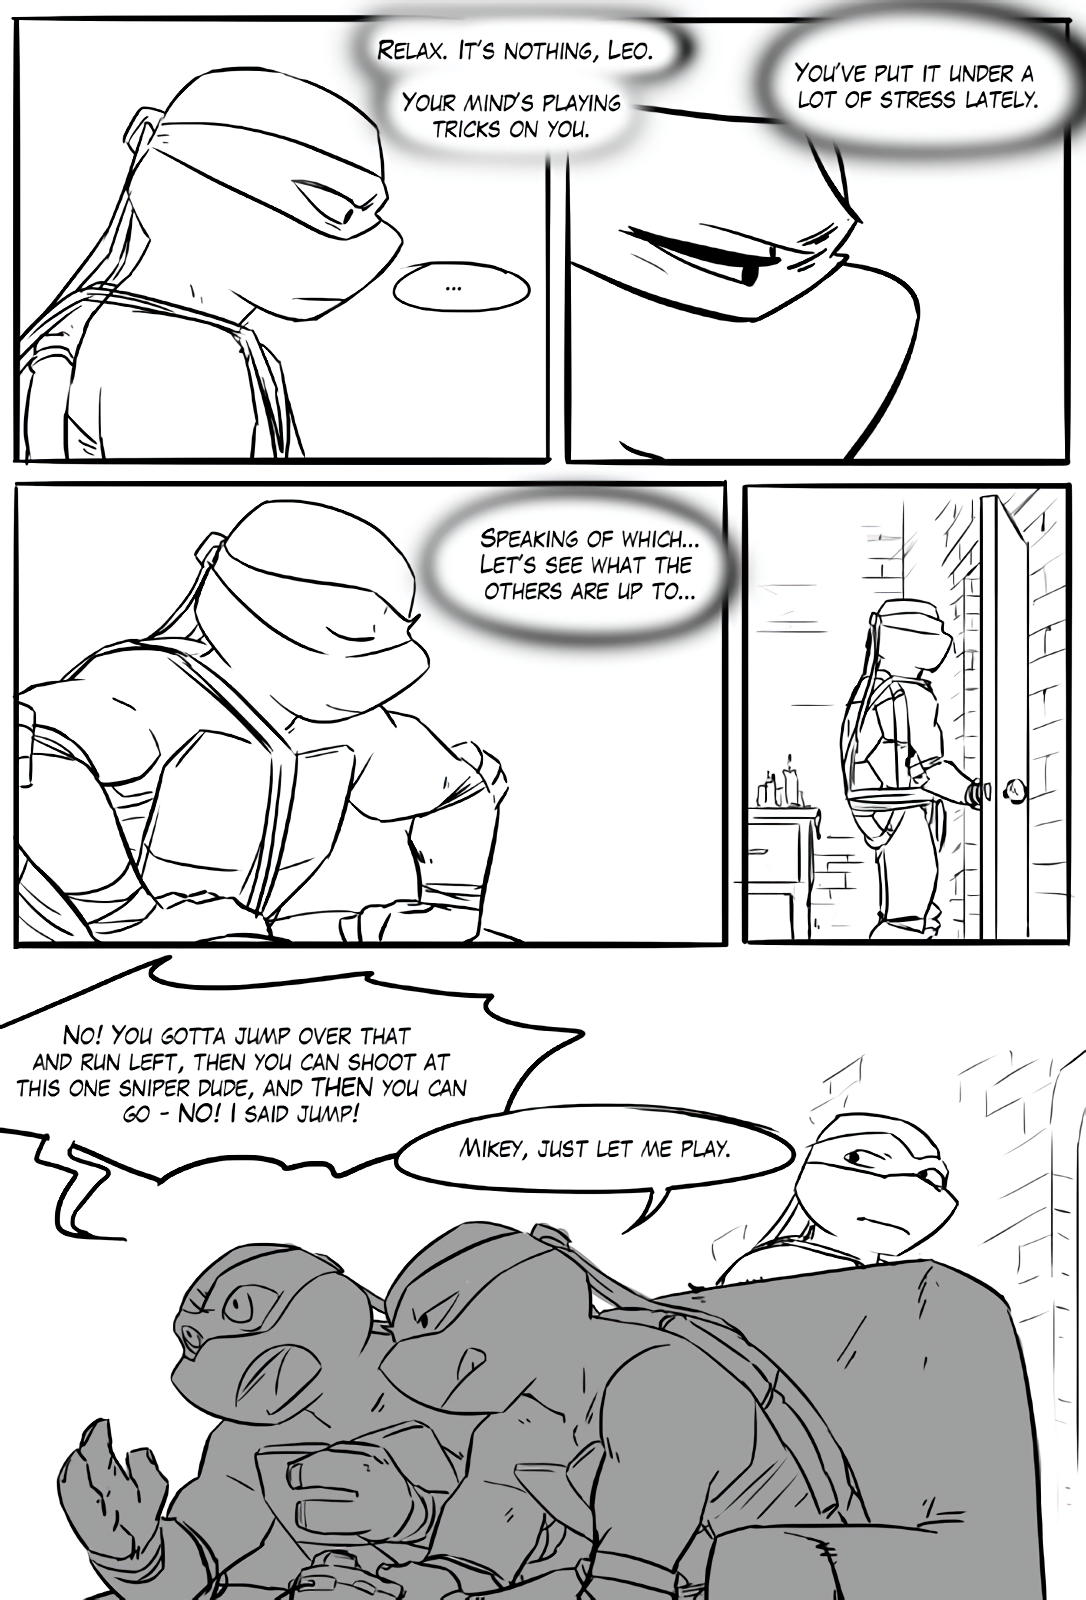 Relax. It's nothing, Leo.
Your mind's playing
tricks on you.
You've put it under a
lot of stress lately.
...
Speaking of which...
Let's see what the
others are up to...
No! You gotta jump over that
and run left, then you can shoot at
this one sniper dude, and THEN you can
go - NO! I said jump!
Mikey, just let me play.